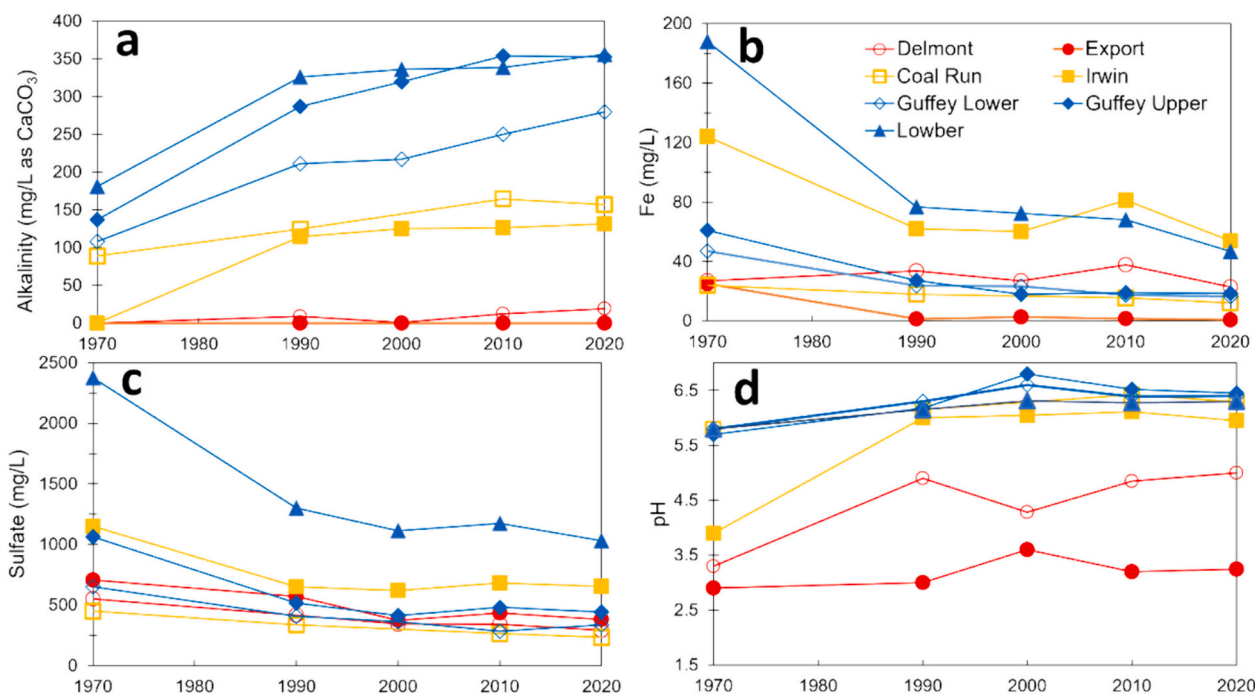 a
Alkalinity (mg/L as CaCO₃)
400
350
300
250
200
150
100
50
0
1970 1980 1990 2000 2010 2020
b
Fe (mg/L)
200
160
120
80
40
0
Delmont Export
Coal Run Irwin
Guffey Lower Guffey Upper
Lowber
1970 1980 1990 2000 2010 2020
c
Sulfate (mg/L)
2500
2000
1500
1000
500
0
1970 1980 1990 2000 2010 2020
d
pH
6.5
5.5
4.5
3.5
2.5
1.5
1970 1980 1990 2000 2010 2020